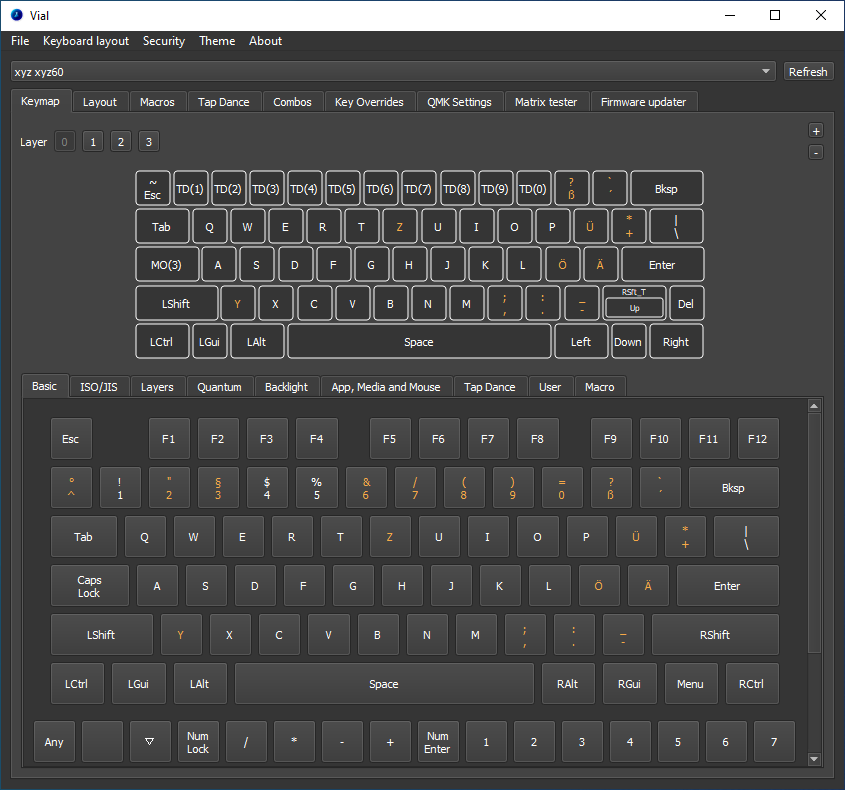 Vial
File Keyboard layout Security Theme About
xyz xyz60 Refresh
Keymap Layout Macros Tap Dance Combos Key Overrides QMK Settings Matrix tester Firmware updater
Layer 0 1 2 3 +
-
~ Esc TD(1) TD(2) TD(3) TD(4) TD(5) TD(6) TD(7) TD(8) TD(9) TD(0) ? ß ` ´ Bksp
Tab Q W E R T Z U I O P Ü * + | \
MO(3) A S D F G H J K L Ö Ä Enter
LShift Y X C V B N M ; , : . _ - RSft_T Up Del
LCtrl LGui LAlt Space Left Down Right
Basic ISO/JIS Layers Quantum Backlight App, Media and Mouse Tap Dance User Macro
Esc F1 F2 F3 F4 F5 F6 F7 F8 F9 F10 F11 F12
° ^ ! 1 " 2 § 3 $ 4 % 5 & 6 / 7 ( 8 ) 9 = 0 ? ß ` ´ Bksp
Tab Q W E R T Z U I O P Ü * + | \
Caps Lock A S D F G H J K L Ö Ä Enter
LShift Y X C V B N M ; , : . _ - RShift
LCtrl LGui LAlt Space RAlt RGui Menu RCtrl
Any ▽ Num Lock / * - + Num Enter 1 2 3 4 5 6 7